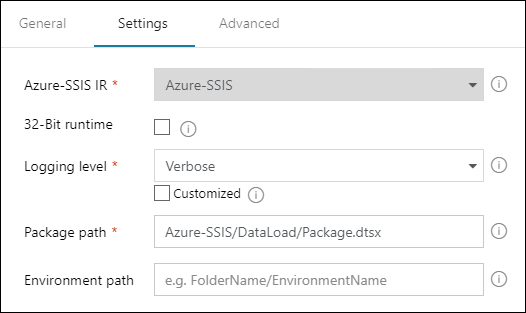 General Settings Advanced
Azure-SSIS IR * Azure-SSIS
32-Bit runtime
Logging level * Verbose
Customized
Package path * Azure-SSIS/DataLoad/Package.dtsx
Environment path e.g. FolderName/EnvironmentName